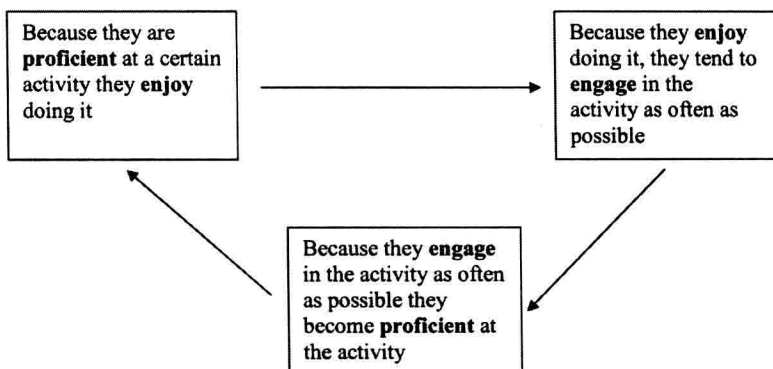 Because they are
proficient at a certain
activity they enjoy
doing it
Because they enjoy
doing it, they tend to
engage in the
activity as often as
possible
Because they engage
in the activity as often
as possible they
become proficient at
the activity